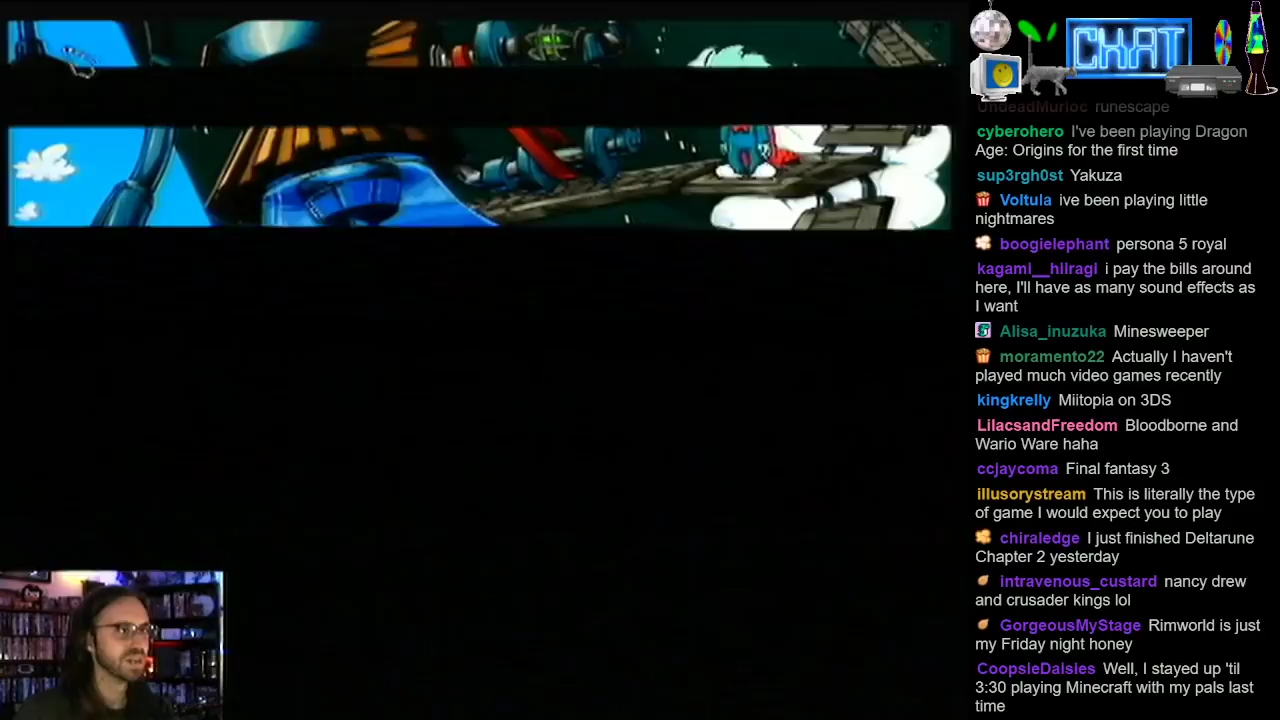 CHAT
UndeadMurloc runescape
cyberohero I've been playing Dragon
Age: Origins for the first time
sup3rgh0st Yakuza
Voltula ive been playing little
nightmares
boogielephant persona 5 royal
kagami__hiiragi i pay the bills around
here, I'll have as many sound effects as
I want
Alisa_inuzuka Minesweeper
moramento22 Actually I haven't
played much video games recently
kingkrelly Miitopia on 3DS
LilacsandFreedom Bloodborne and
Wario Ware haha
ccjaycoma Final fantasy 3
illusorystream This is literally the type
of game I would expect you to play
chiraledge I just finished Deltarune
Chapter 2 yesterday
intravenous_custard nancy drew
and crusader kings lol
GorgeousMyStage Rimworld is just
my Friday night honey
CoopsieDaisies Well, I stayed up 'til
3:30 playing Minecraft with my pals last
time